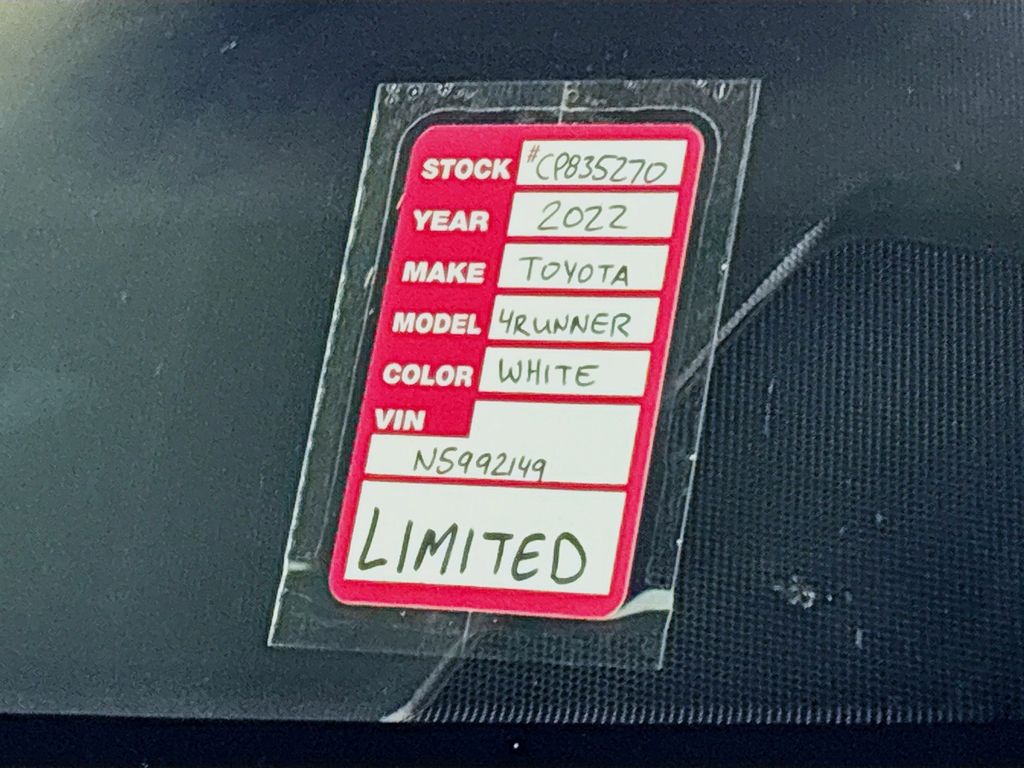 STOCK #CP835270
YEAR 2022
MAKE TOYOTA
MODEL 4RUNNER
COLOR WHITE
VIN
N5992149
LIMITED